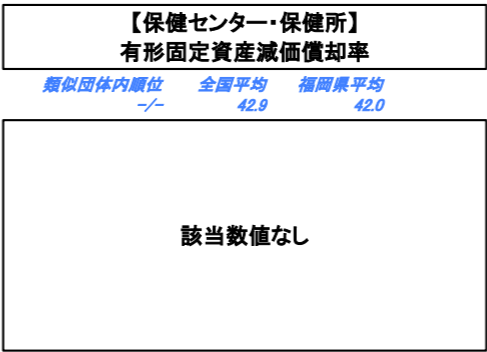 【保健センター・保健所】
有形固定資産減価償却率
類似団体内順位 全国平均 福岡県平均
-/- 42.9 42.0
該当数値なし